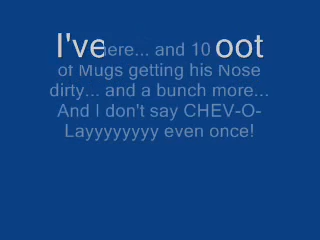 I've here... and 10 oot
of Mugs getting his Nose
dirty... and a bunch more...
And I don't say CHEV-O-
Layyyyyyyy even once!